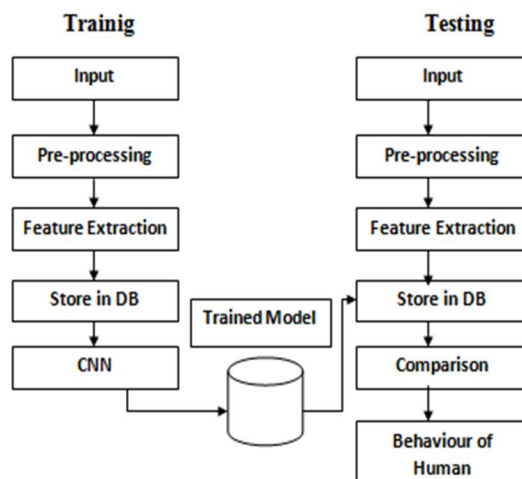 Trainig
Input
Pre-processing
Feature Extraction
Store in DB
CNN
Trained Model
Testing
Input
Pre-processing
Feature Extraction
Store in DB
Comparison
Behaviour of
Human